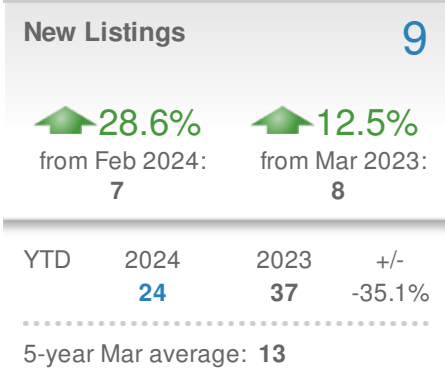 New Listings 9
28.6% 12.5%
from Feb 2024: from Mar 2023:
7 8
YTD 2024 2023 +/-
24 37 -35.1%
5-year Mar average: 13